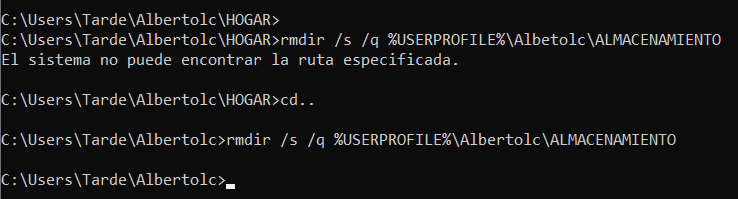 C:\Users\Tarde\Albertolc\HOGAR>
C:\Users\Tarde\Albertolc\HOGAR>rmdir /s /q %USERPROFILE%\Albetolc\ALMACENAMIENTO
El sistema no puede encontrar la ruta especificada.
C:\Users\Tarde\Albertolc\HOGAR>cd..
C:\Users\Tarde\Albertolc>rmdir /s /q %USERPROFILE%\Albertolc\ALMACENAMIENTO
C:\Users\Tarde\Albertolc>